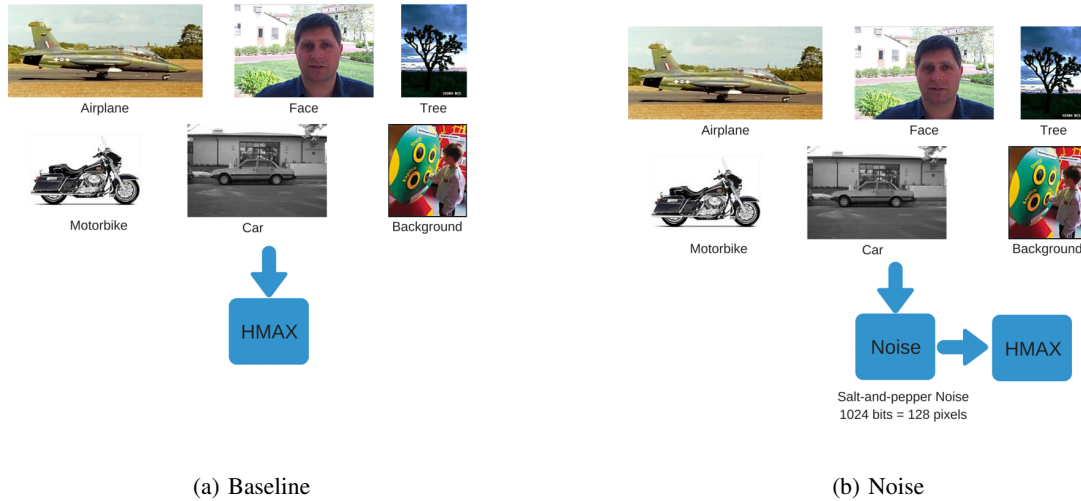 Airplane
Face
Tree
Motorbike
Car
Background
HMAX
(a) Baseline
Airplane
Face
Tree
Motorbike
Car
Background
Noise
HMAX
Salt-and-pepper Noise
1024 bits = 128 pixels
(b) Noise